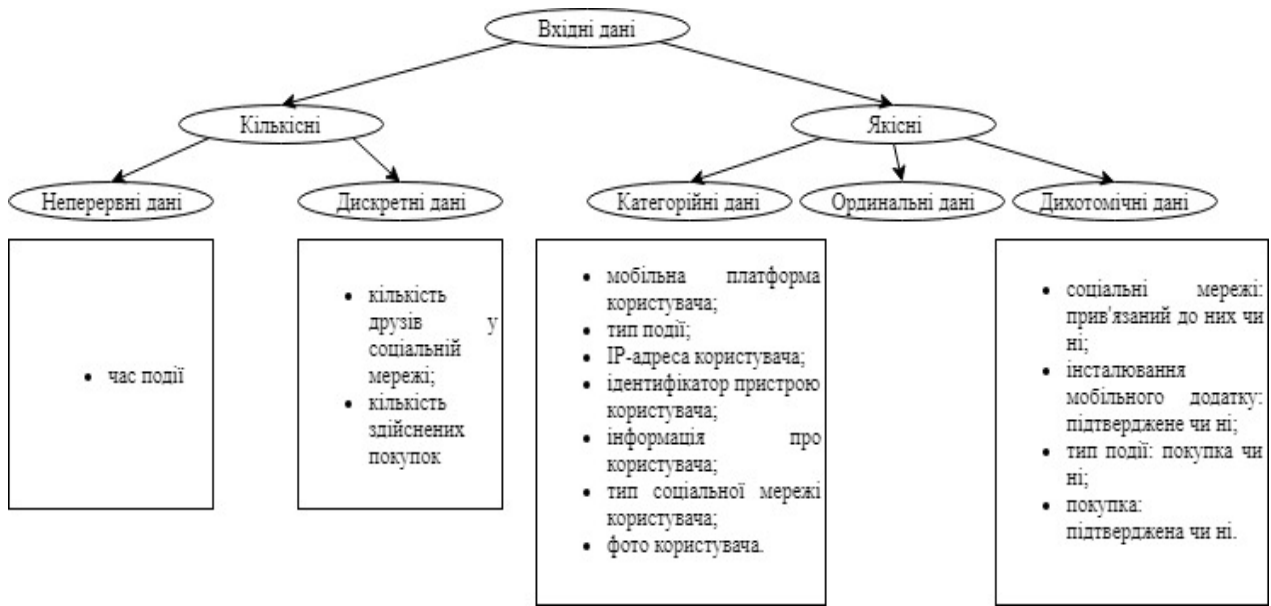 Вхідні дані
Кількісні
Якісні
Неперервні дані
Дискретні дані
Категорійні дані
Ординальні дані
Дихотомічні дані
• час події
• кількість
друзів у
соціальній
мережі;
• кількість
здійснених
покупок
• мобільна платформа
користувача;
• тип події;
• ІР-адреса користувача;
• ідентифікатор пристрою
користувача;
• інформація про
користувача;
• тип соціальної мережі
користувача;
• фото користувача.
• соціальні мережі:
прив'язаний до них чи
ні;
• інсталювання
мобільного додатку:
підтверджене чи ні;
• тип події: покупка чи
ні;
• покупка:
підтверджена чи ні.